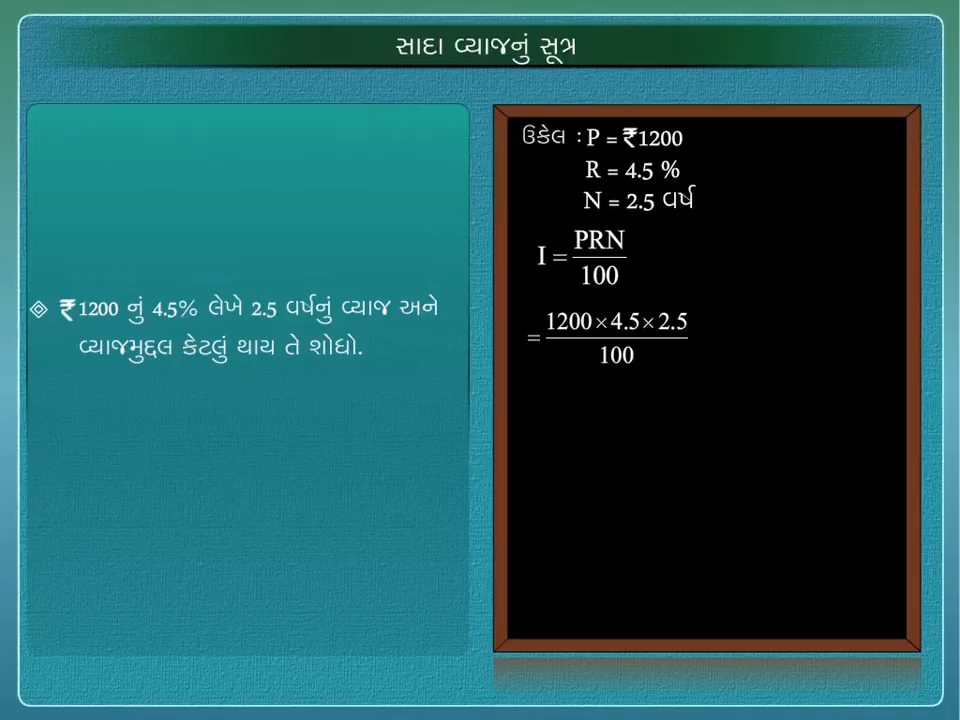 સાદા વ્યાજનું સૂત્ર
◈ ₹1200 નું 4.5% લેખે 2.5 વર્ષનું વ્યાજ અને
વ્યાજમુદ્દલ કેટલું થાય તે શોધો.
ઉકેલ : P = ₹1200
R = 4.5 %
N = 2.5 વર્ષ
I = PRN / 100
= 1200 × 4.5 × 2.5 / 100